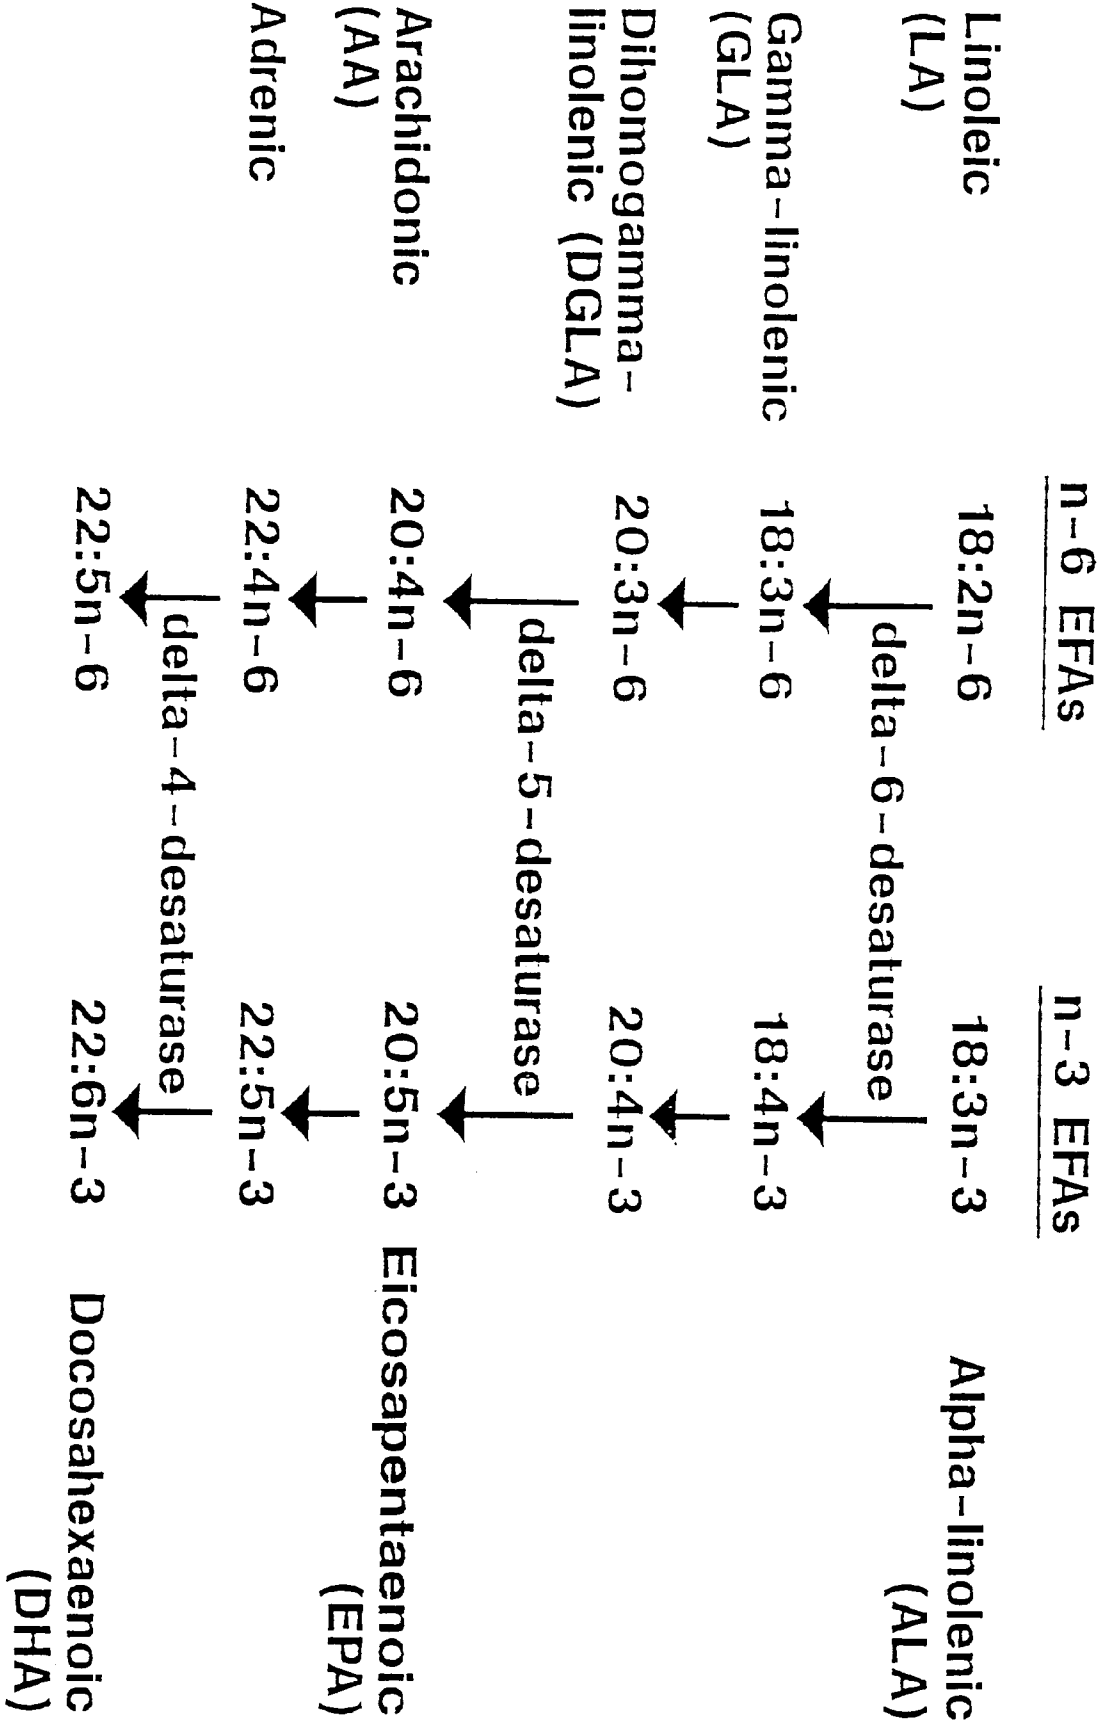 n-6 EFAs
n-3 EFAs
Linoleic
(LA)
18:2n-6
18:3n-3
Alpha-linolenic
(ALA)
delta-6-desaturase
Gamma-linolenic
(GLA)
18:3n-6
18:4n-3
Dihomogamma-
linolenic (DGLA)
20:3n-6
20:4n-3
delta-5-desaturase
Arachidonic
(AA)
20:4n-6
20:5n-3
Eicosapentaenoic
(EPA)
Adrenic
22:4n-6
22:5n-3
delta-4-desaturase
22:5n-6
22:6n-3
Docosahexaenoic
(DHA)